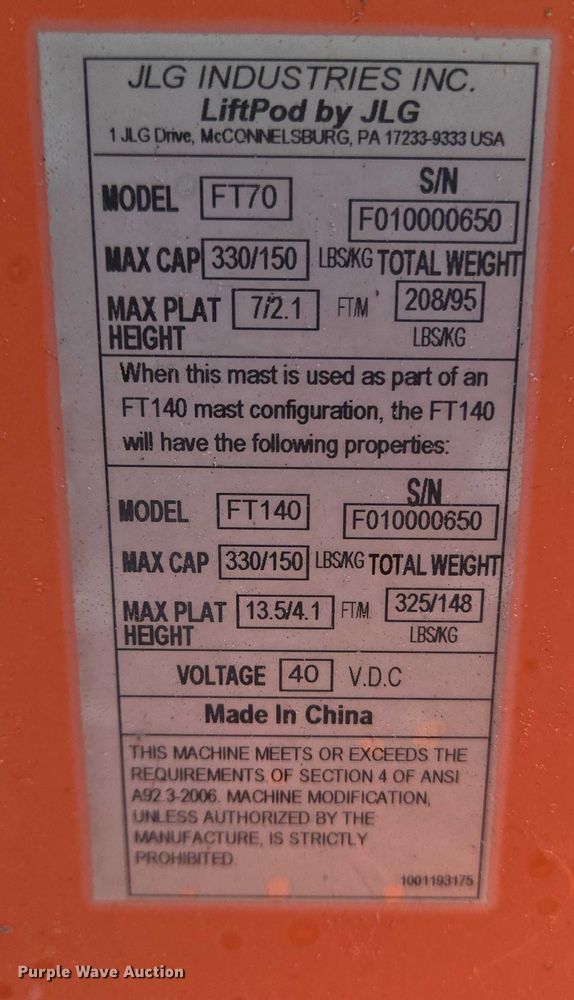 JLG INDUSTRIES INC.
LiftPod by JLG
1 JLG Drive, McCONNELSBURG, PA 17233-9333 USA
MODEL FT70 S/N F010000650
MAX CAP 330/150 LBS/KG TOTAL WEIGHT
MAX PLAT HEIGHT 7/2.1 FT/M 208/95 LBS/KG
When this mast is used as part of an
FT140 mast configuration, the FT140
will have the following properties:
MODEL FT140 S/N F010000650
MAX CAP 330/150 LBS/KG TOTAL WEIGHT
MAX PLAT HEIGHT 13.5/4.1 FT/M 325/148 LBS/KG
VOLTAGE 40 V.D.C
Made In China
THIS MACHINE MEETS OR EXCEEDS THE
REQUIREMENTS OF SECTION 4 OF ANSI
A92.3-2006. MACHINE MODIFICATION,
UNLESS AUTHORIZED BY THE
MANUFACTURE, IS STRICTLY
PROHIBITED.
1001193175
Purple Wave Auction